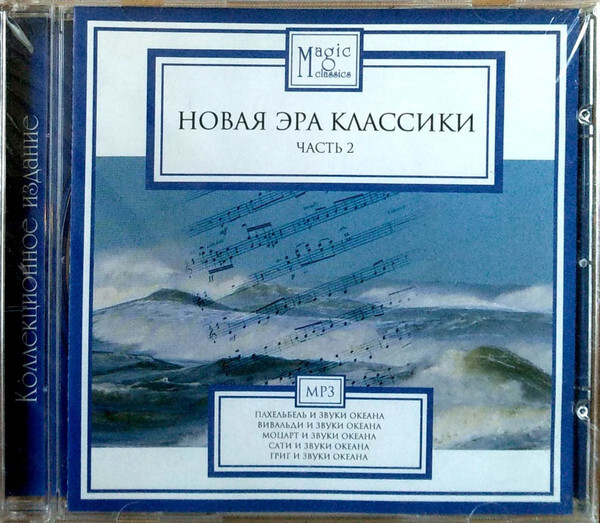 Magic
classics
НОВАЯ ЭРА КЛАССИКИ
ЧАСТЬ 2
Коллекционное издание
MP3
ПАХЕЛЬБЕЛЬ И ЗВУКИ ОКЕАНА
ВИВАЛЬДИ И ЗВУКИ ОКЕАНА
МОЦАРТ И ЗВУКИ ОКЕАНА
САТИ И ЗВУКИ ОКЕАНА
ГРИГ И ЗВУКИ ОКЕАНА